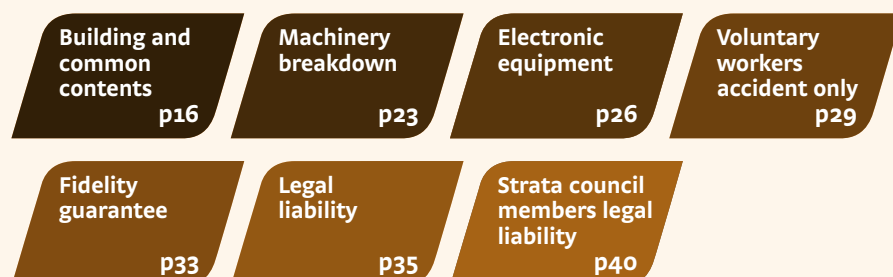 Building and
common
contents
p16
Machinery
breakdown
p23
Electronic
equipment
p26
Voluntary
workers
accident only
p29
Fidelity
guarantee
p33
Legal
liability
p35
Strata council
members legal
liability
p40